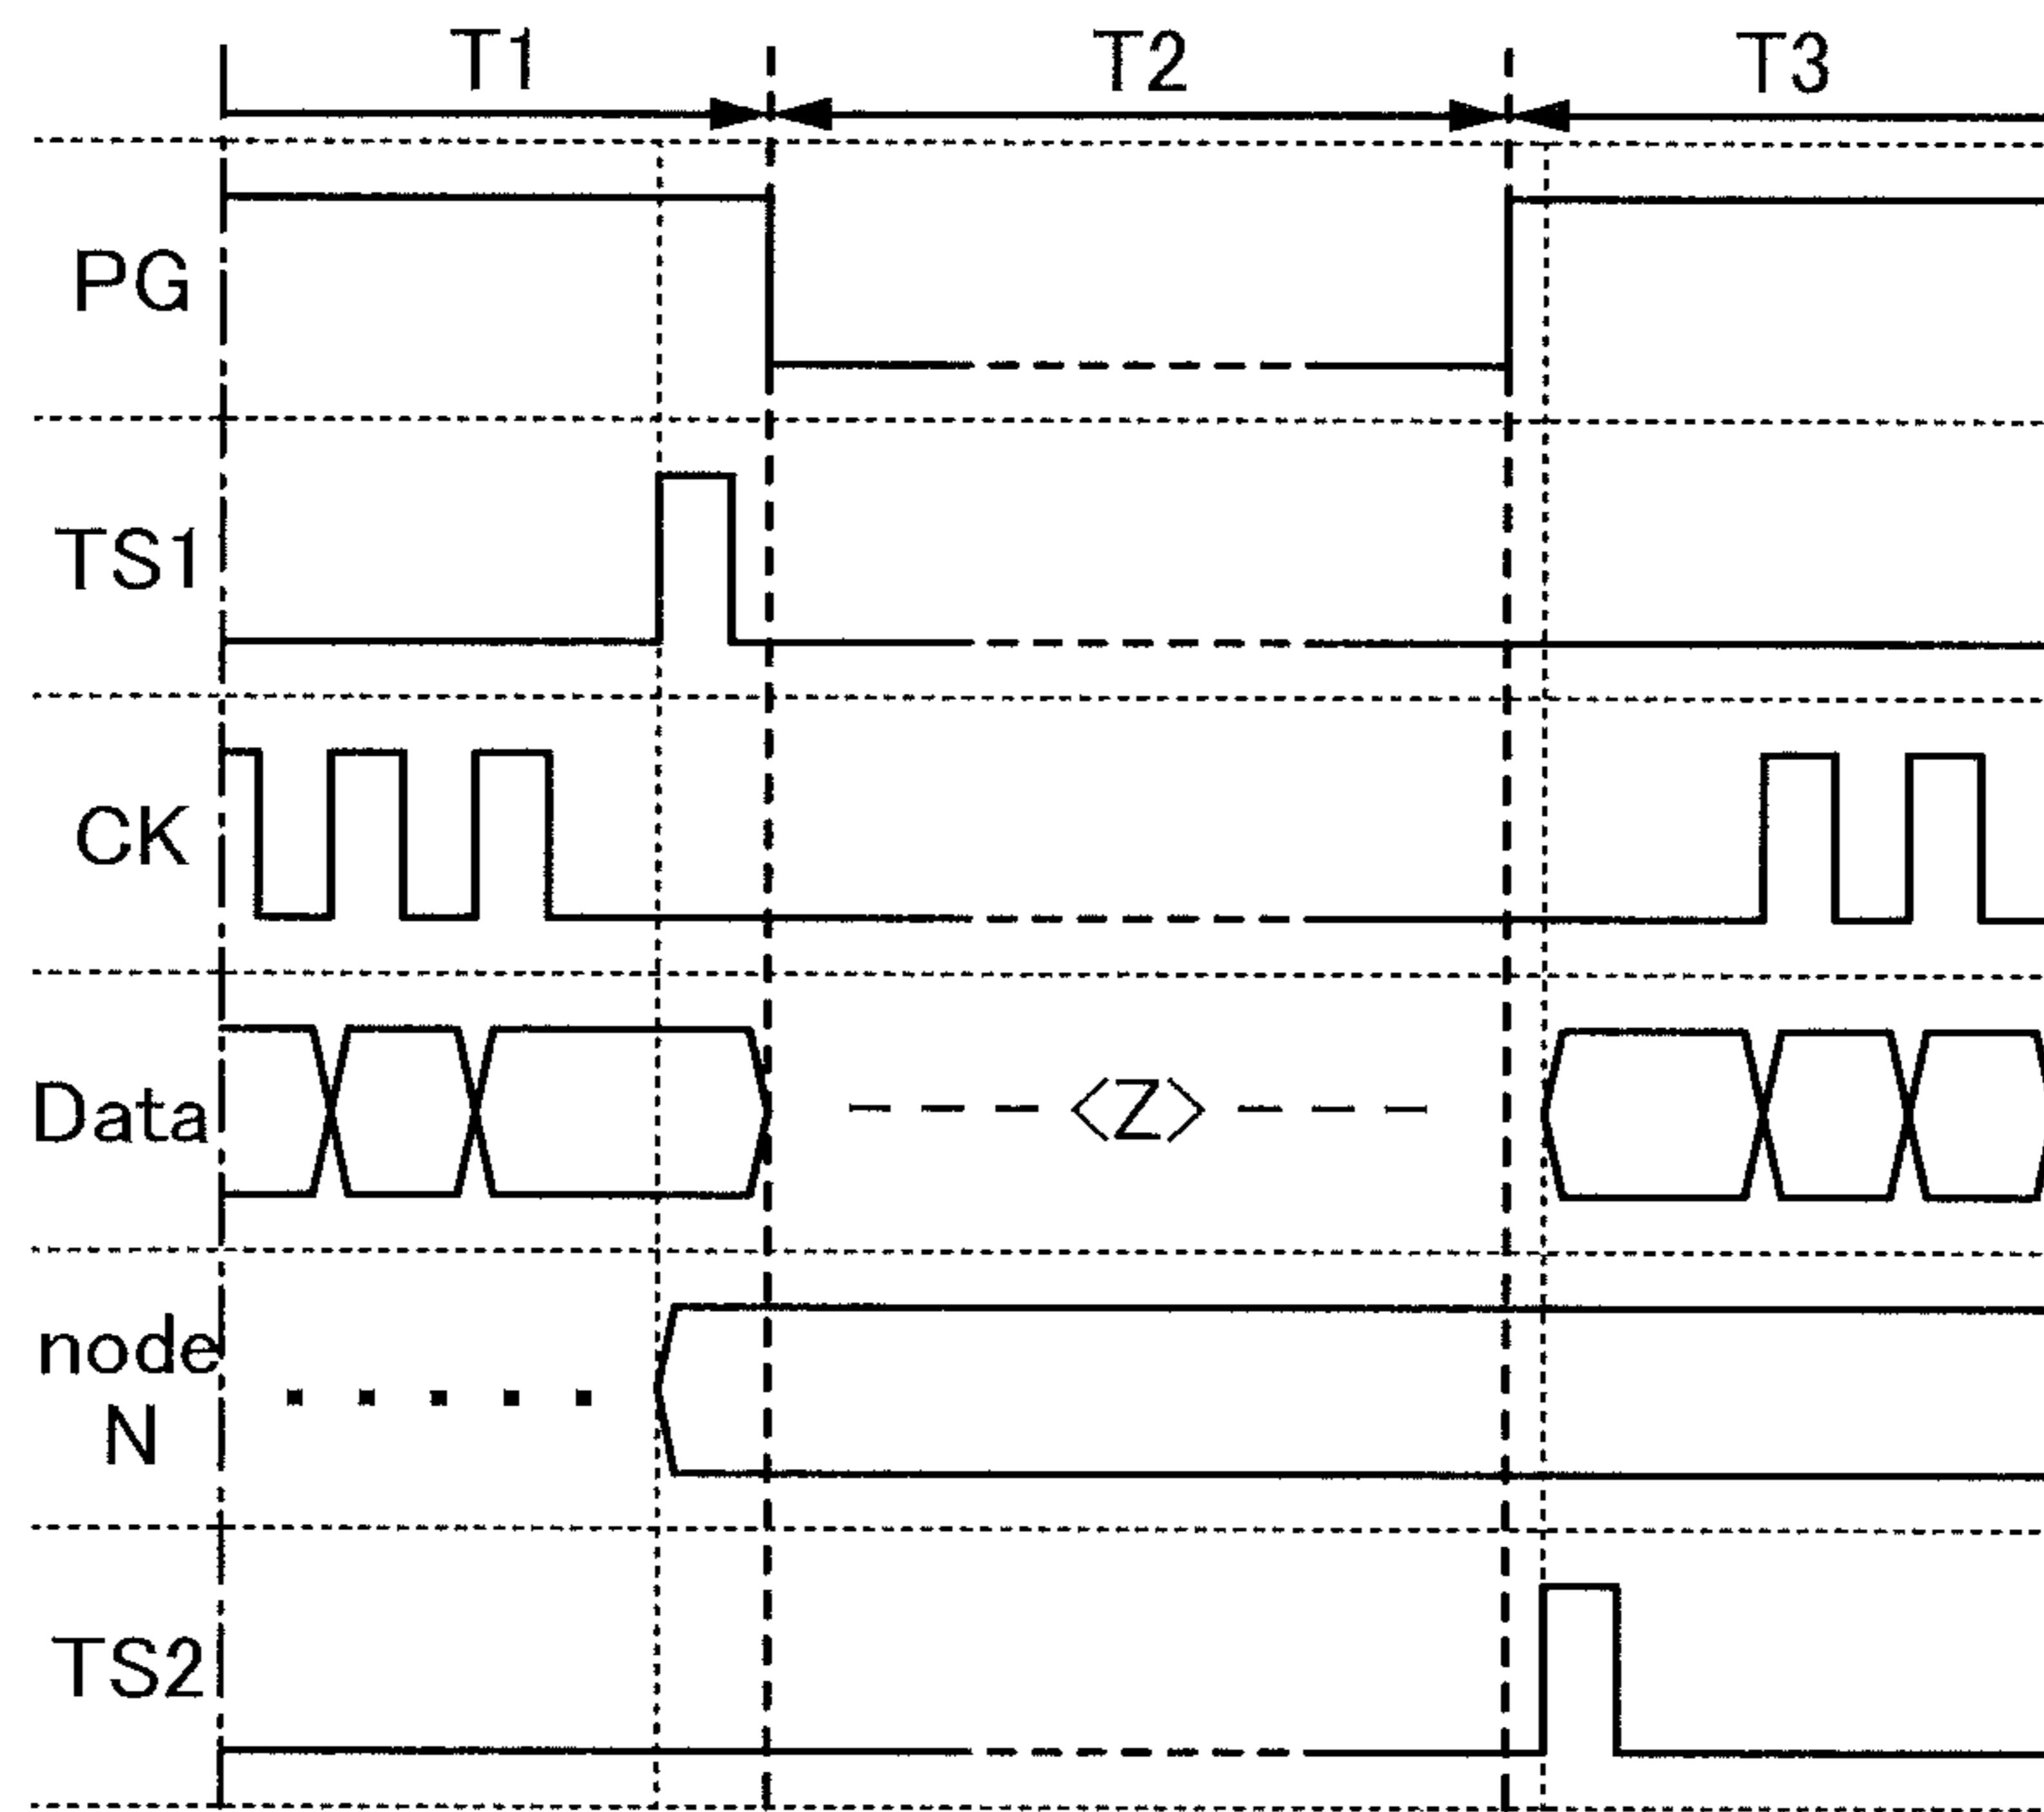 T1 T2 T3
PG
TS1
CK
Data <Z>
node
N
TS2